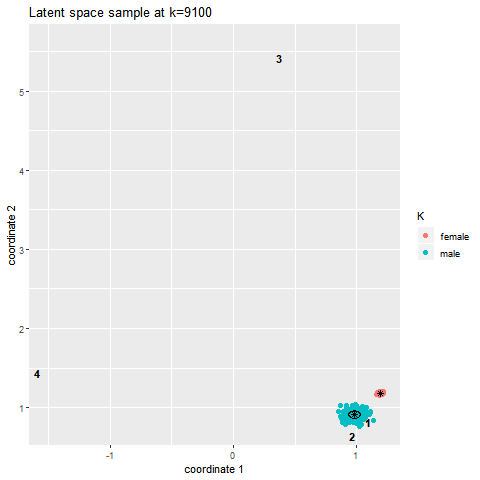 Latent space sample at k=9100
3
5
4
3
2
1
4
1
2
coordinate 2
-1
0
1
coordinate 1
K
female
male